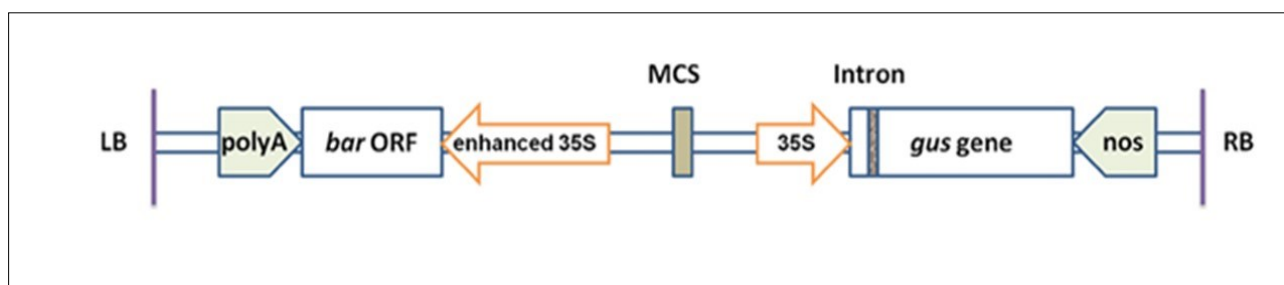 MCS Intron
LB polyA bar ORF enhanced 35S 35S gus gene nos RB